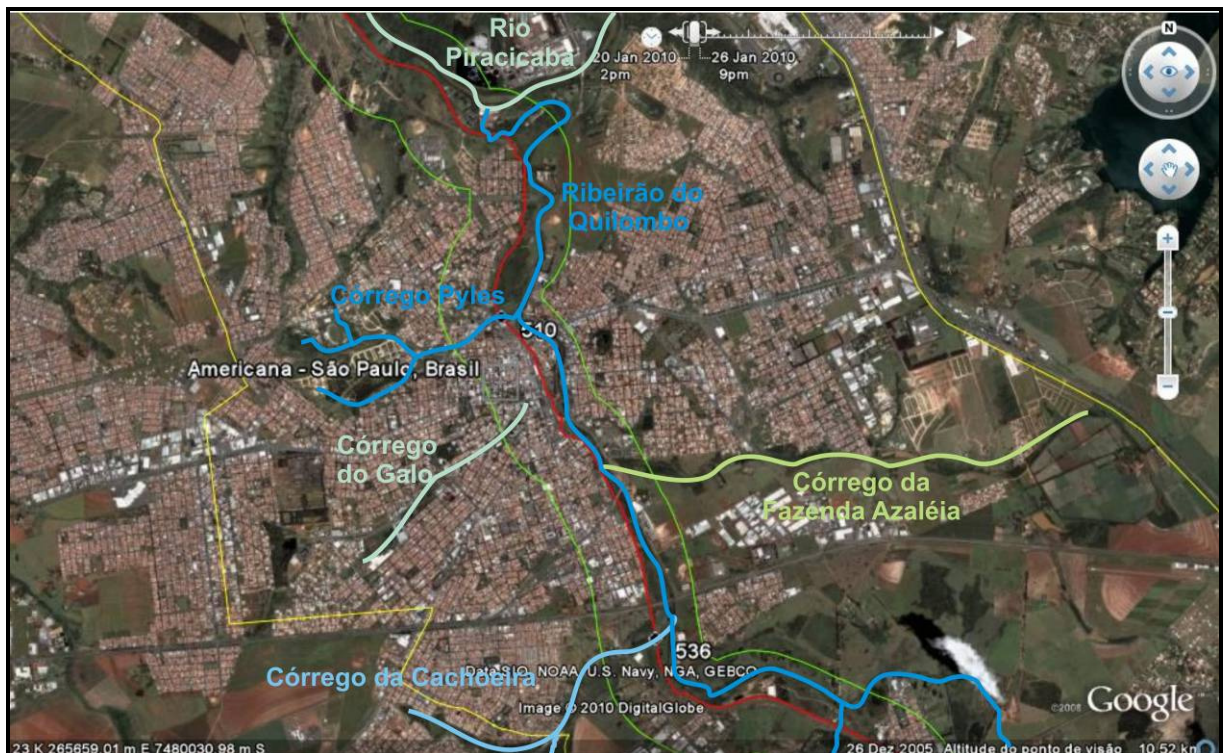 Rio
Piracicaba
20 Jan 2010
2pm
26 Jan 2010
9pm
N
Ribeirão do
Quilombo
Córrego Pyles
510
Americana - São Paulo, Brasil
Córrego
do Galo
Córrego da
Fazenda Azaléia
536
Data SIO, NOAA, U.S. Navy, NGA, GEBCO
Córrego da Cachoeira
Image © 2010 DigitalGlobe
©2008 Google
23 K 265659.01 m E 7480030.98 m S
26 Dez 2005 Altitude do ponto de visão 10.52 km